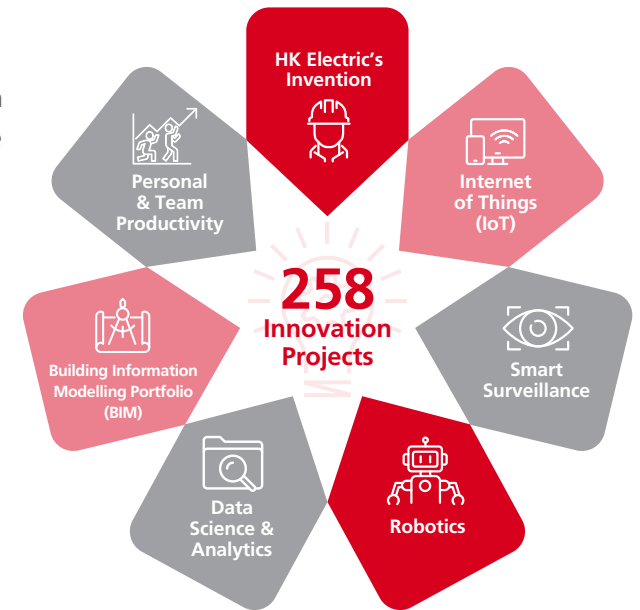 HK Electric's
Invention
Internet
of Things
(IoT)
Smart
Surveillance
Robotics
Data
Science &
Analytics
Building Information
Modelling Portfolio
(BIM)
Personal
& Team
Productivity
258
Innovation
Projects